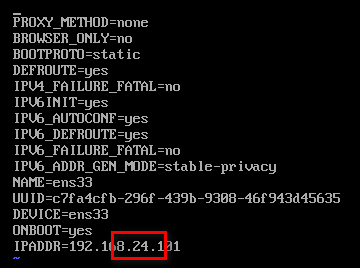 PROXY_METHOD=none
BROWSER_ONLY=no
BOOTPROTO=static
DEFROUTE=yes
IPV4_FAILURE_FATAL=no
IPV6INIT=yes
IPV6_AUTOCONF=yes
IPV6_DEFROUTE=yes
IPV6_FAILURE_FATAL=no
IPV6_ADDR_GEN_MODE=stable-privacy
NAME=ens33
UUID=c7fa4cfb-296f-439b-9308-46f943d45635
DEVICE=ens33
ONBOOT=yes
IPADDR=192.168.24.101
~